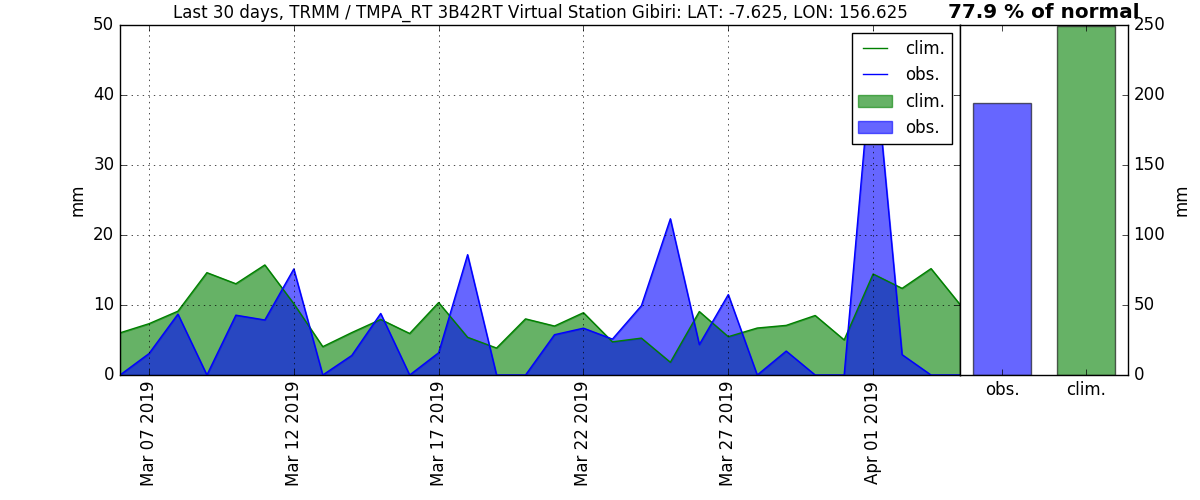 Last 30 days, TRMM / TMPA_RT 3B42RT Virtual Station Gibiri: LAT: -7.625, LON: 156.625
77.9 % of normal
50
40
30
20
10
0
mm
clim.
obs.
clim.
obs.
250
200
150
100
50
0
mm
obs.
clim.
Mar 07 2019
Mar 12 2019
Mar 17 2019
Mar 22 2019
Mar 27 2019
Apr 01 2019